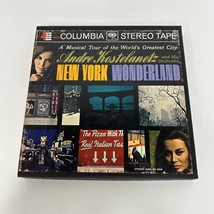 COLUMBIA STEREO TAPE
A Musical Tour of the World's Greatest City
Andre Kostelanetz and His Orchestra
NEW YORK WONDERLAND
The Pizza With The
Real Italian Tas